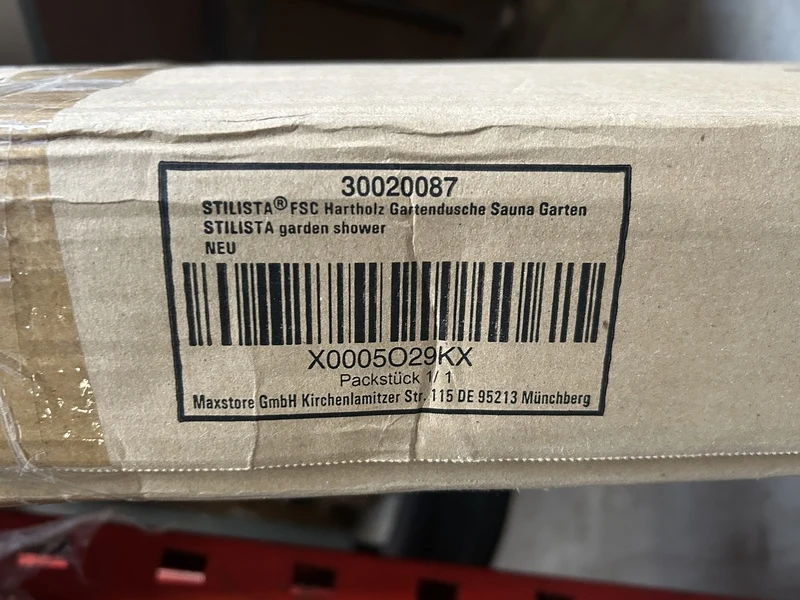 30020087
STILISTA® FSC Hartholz Gartendusche Sauna Garten
STILISTA garden shower
NEU
X0005O29KX
Packstück 1/ 1
Maxstore GmbH Kirchenlamitzer Str. 115 DE 95213 Münchberg